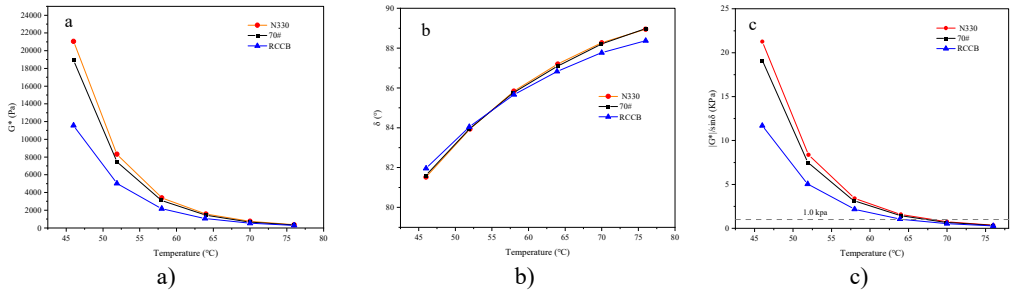 a
N330
70#
RCCB
G* (Pa)
24000
22000
20000
18000
16000
14000
12000
10000
8000
6000
4000
2000
0
45 50 55 60 65 70 75 80
Temperature (℃)
a)
b
N330
70#
RCCB
δ (°)
90
88
86
84
82
80
45 50 55 60 65 70 75 80
Temperature (℃)
b)
c
N330
70#
RCCB
|G*|/sinδ (KPa)
25
20
15
10
5
0
1.0 kpa
45 50 55 60 65 70 75
Temperature (℃)
c)